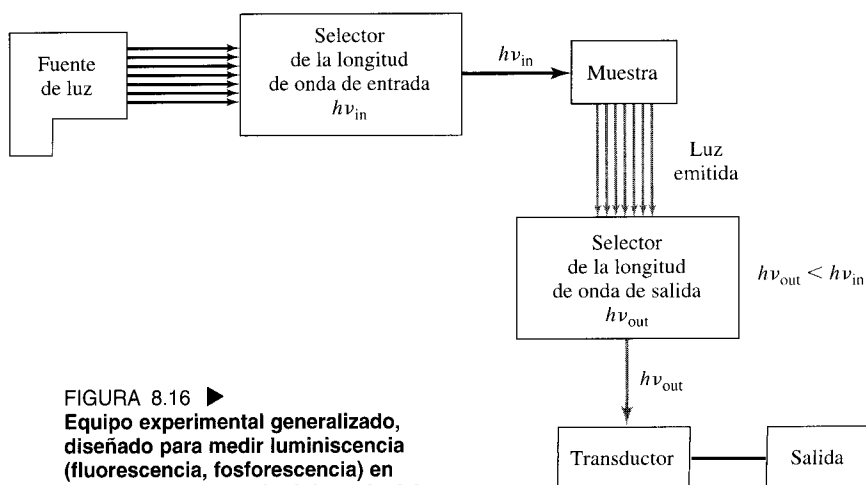 Fuente
de luz
Selector
de la longitud
de onda de entrada
hν_in
hν_in
Muestra
Luz
emitida
Selector
de la longitud
de onda de salida
hν_out
hν_out < hν_in
hν_out
FIGURA 8.16 ▶
Equipo experimental generalizado,
diseñado para medir luminiscencia
(fluorescencia, fosforescencia) en
Transductor
Salida